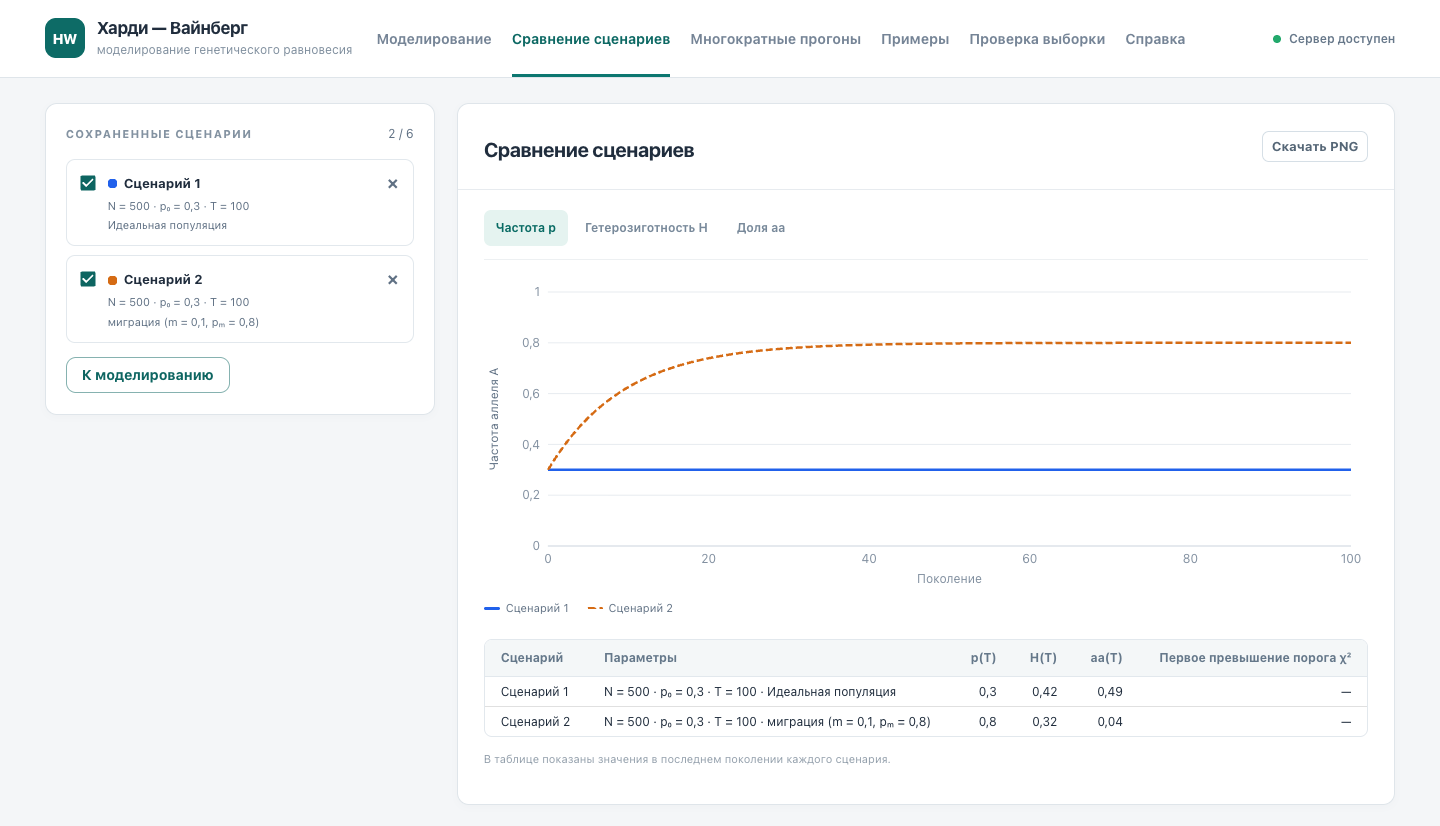 HW
Харди — Вайнберг
моделирование генетического равновесия
Моделирование
Сравнение сценариев
Многократные прогоны
Примеры
Проверка выборки
Справка
Сервер доступен
СОХРАНЕННЫЕ СЦЕНАРИИ
2 / 6
Сценарий 1
N = 500 · p₀ = 0,3 · T = 100
Идеальная популяция
Сценарий 2
N = 500 · p₀ = 0,3 · T = 100
миграция (m = 0,1, pₘ = 0,8)
К моделированию
Сравнение сценариев
Скачать PNG
Частота p
Гетерозиготность H
Доля aa
1
0,8
0,6
0,4
0,2
0
Частота аллеля A
0 20 40 60 80 100
Поколение
Сценарий 1
Сценарий 2
Сценарий Параметры p(T) H(T) aa(T) Первое превышение порога χ²
Сценарий 1 N = 500 · p₀ = 0,3 · T = 100 · Идеальная популяция 0,3 0,42 0,49 —
Сценарий 2 N = 500 · p₀ = 0,3 · T = 100 · миграция (m = 0,1, pₘ = 0,8) 0,8 0,32 0,04 —
В таблице показаны значения в последнем поколении каждого сценария.